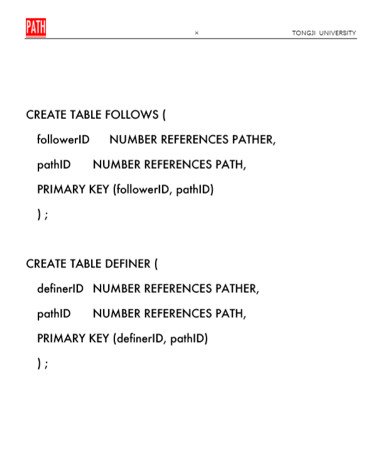 PATH
×
TONGJI UNIVERSITY
CREATE TABLE FOLLOWS (
followerID NUMBER REFERENCES PATHER,
pathID NUMBER REFERENCES PATH,
PRIMARY KEY (followerID, pathID)
) ;
CREATE TABLE DEFINER (
definerID NUMBER REFERENCES PATHER,
pathID NUMBER REFERENCES PATH,
PRIMARY KEY (definerID, pathID)
) ;